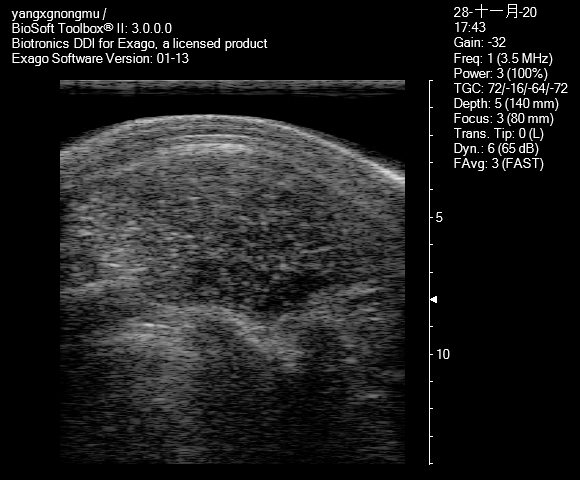 yangxgnongmu /
BioSoft Toolbox® II: 3.0.0.0
Biotronics DDI for Exago, a licensed product
Exago Software Version: 01-13
28-十一月-20
17:43
Gain: -32
Freq: 1 (3.5 MHz)
Power: 3 (100%)
TGC: 72/-16/-64/-72
Depth: 5 (140 mm)
Focus: 3 (80 mm)
Trans. Tip: 0 (L)
Dyn.: 6 (65 dB)
FAvg: 3 (FAST)
5
10